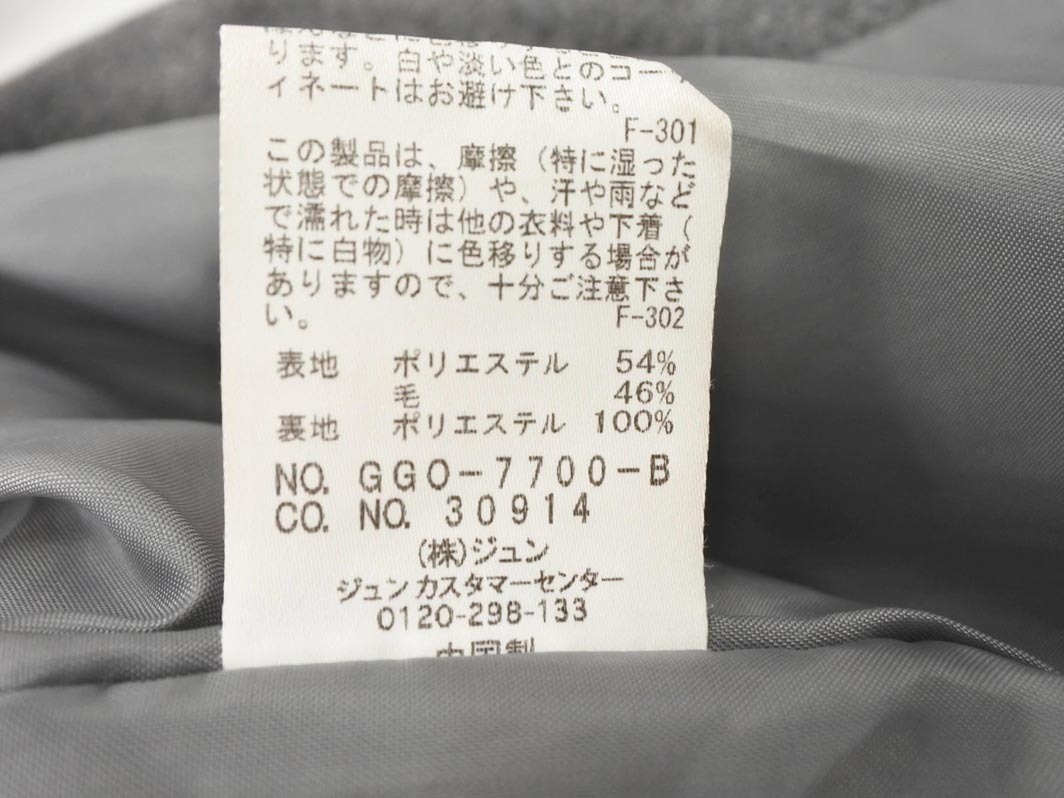 ります。白や淡い色とのコー
ィネートはお避け下さい。
F-301
この製品は、摩擦(特に湿った
状態での摩擦)や、汗や雨など
で濡れた時は他の衣料や下着(
特に白物)に色移りする場合が
ありますので、十分ご注意下さ
い。 F-302
表地 ポリエステル 54%
毛 46%
裏地 ポリエステル 100%
NO. GGO-7700-B
CO. NO. 30914
(株)ジュン
ジュンカスタマーセンター
0120-298-133
中国製